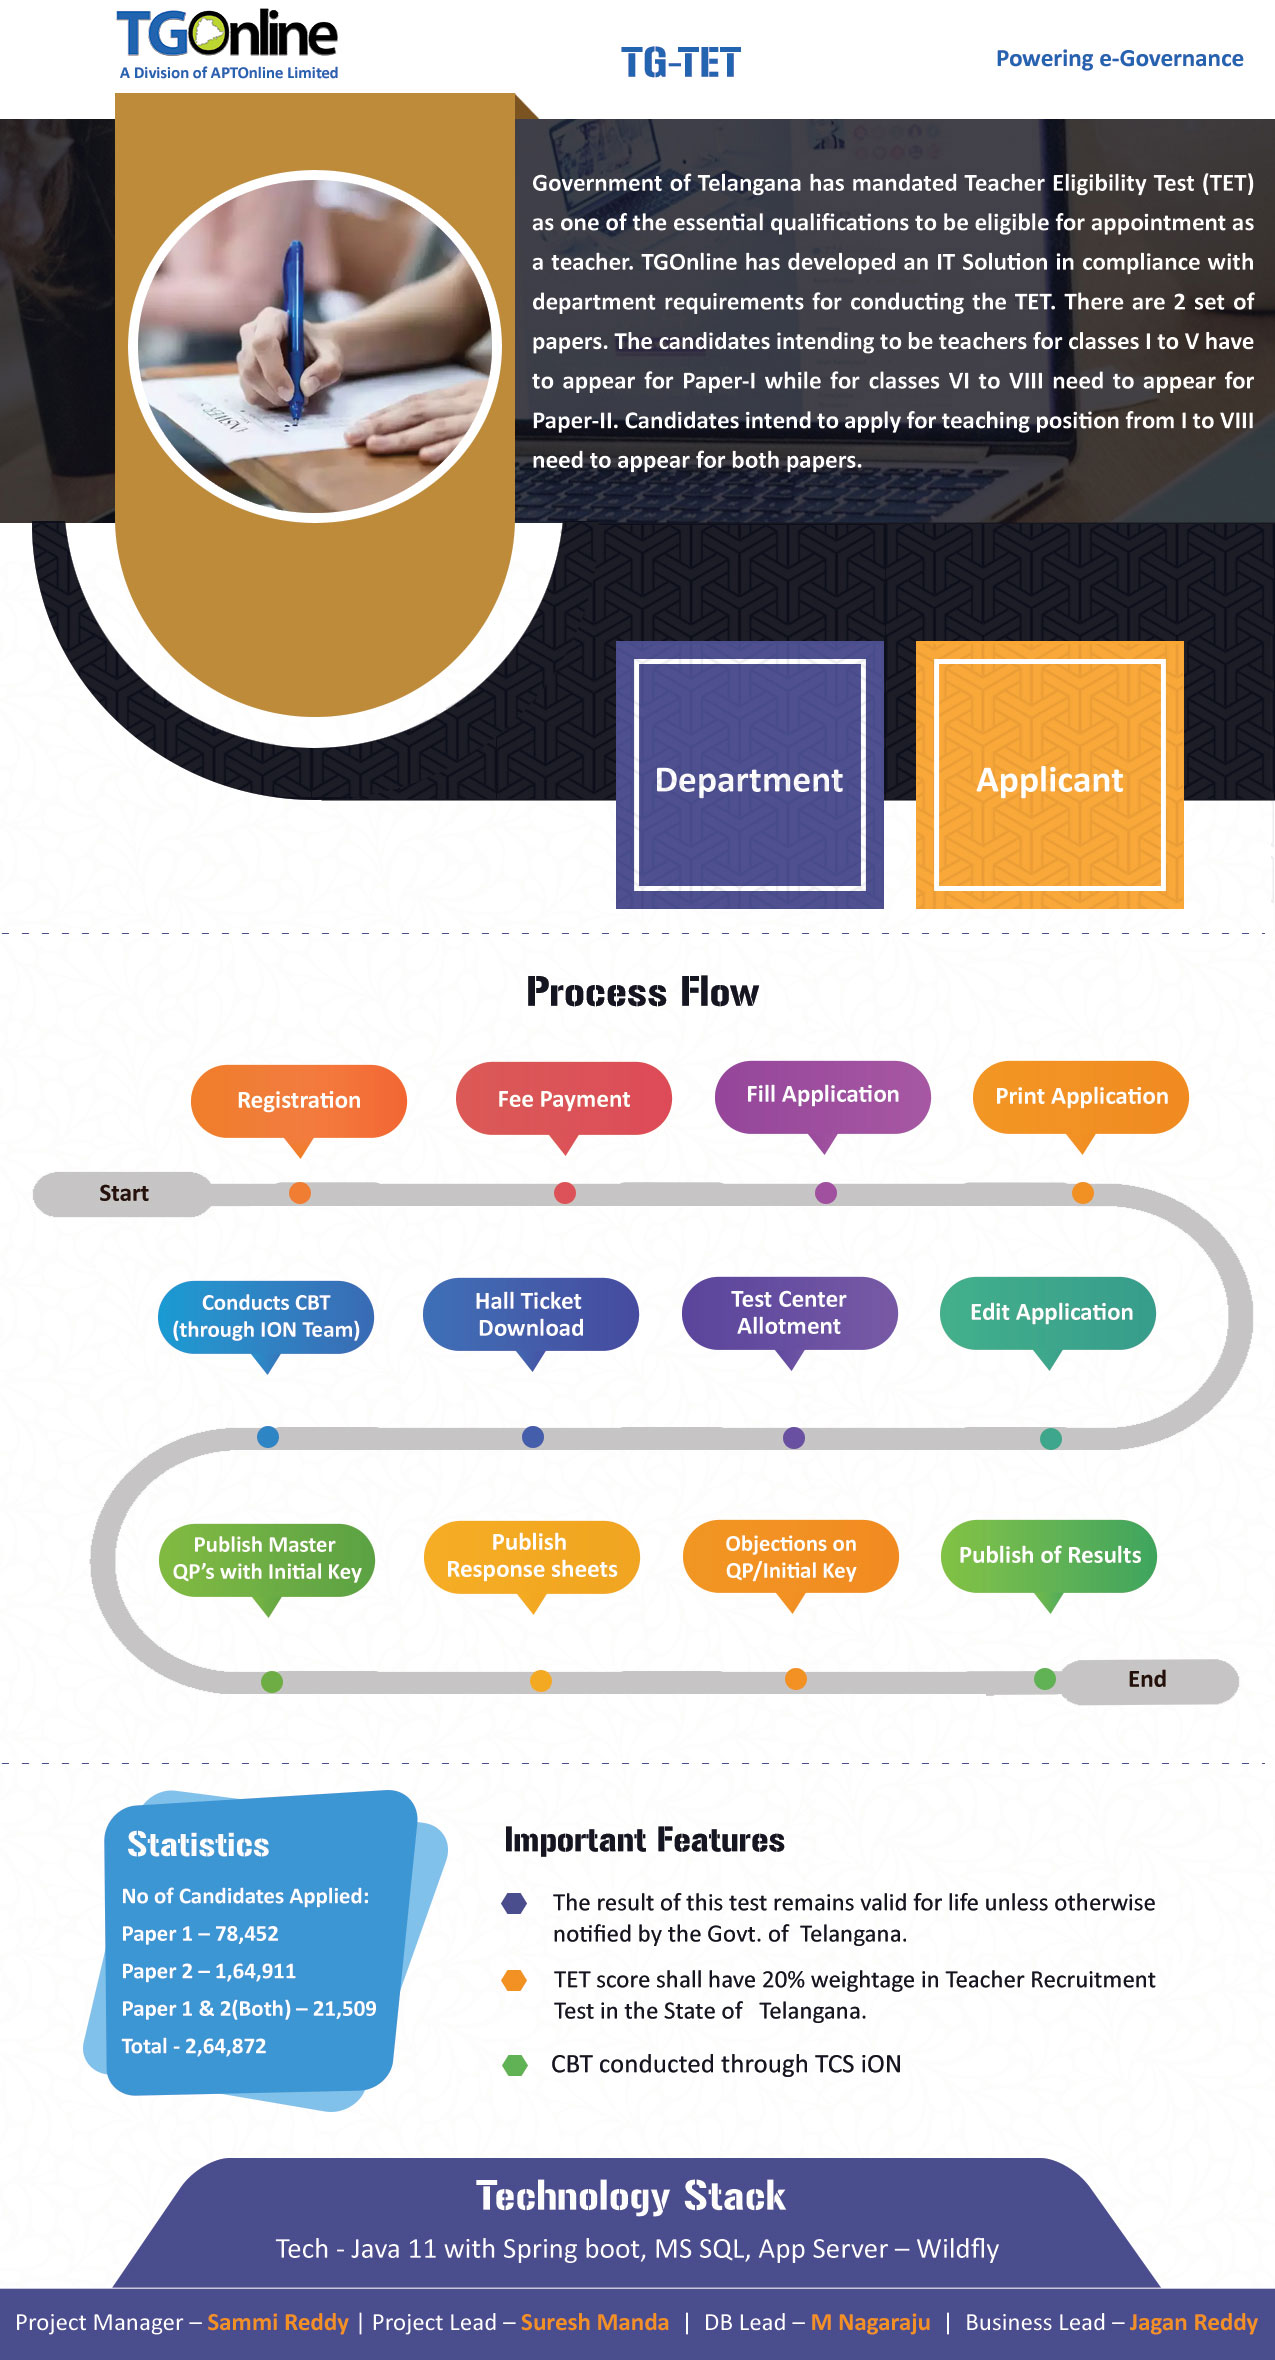 TGOnline
A Division of APTOnline Limited
TG-TET
Powering e-Governance
Government of Telangana has mandated Teacher Eligibility Test (TET)
as one of the essential qualifications to be eligible for appointment as
a teacher. TGOnline has developed an IT Solution in compliance with
department requirements for conducting the TET. There are 2 set of
papers. The candidates intending to be teachers for classes I to V have
to appear for Paper-I while for classes VI to VIII need to appear for
Paper-II. Candidates intend to apply for teaching position from I to VIII
need to appear for both papers.
Department
Applicant
Process Flow
Registration
Fee Payment
Fill Application
Print Application
Start
Conducts CBT
(through ION Team)
Hall Ticket
Download
Test Center
Allotment
Edit Application
Publish Master
QP's with Initial Key
Publish
Response sheets
Objections on
QP/Initial Key
Publish of Results
End
Statistics
No of Candidates Applied:
Paper 1 – 78,452
Paper 2 – 1,64,911
Paper 1 & 2(Both) – 21,509
Total - 2,64,872
Important Features
The result of this test remains valid for life unless otherwise
notified by the Govt. of Telangana.
TET score shall have 20% weightage in Teacher Recruitment
Test in the State of Telangana.
CBT conducted through TCS iON
Technology Stack
Tech - Java 11 with Spring boot, MS SQL, App Server – Wildfly
Project Manager – Sammi Reddy | Project Lead – Suresh Manda | DB Lead – M Nagaraju | Business Lead – Jagan Reddy